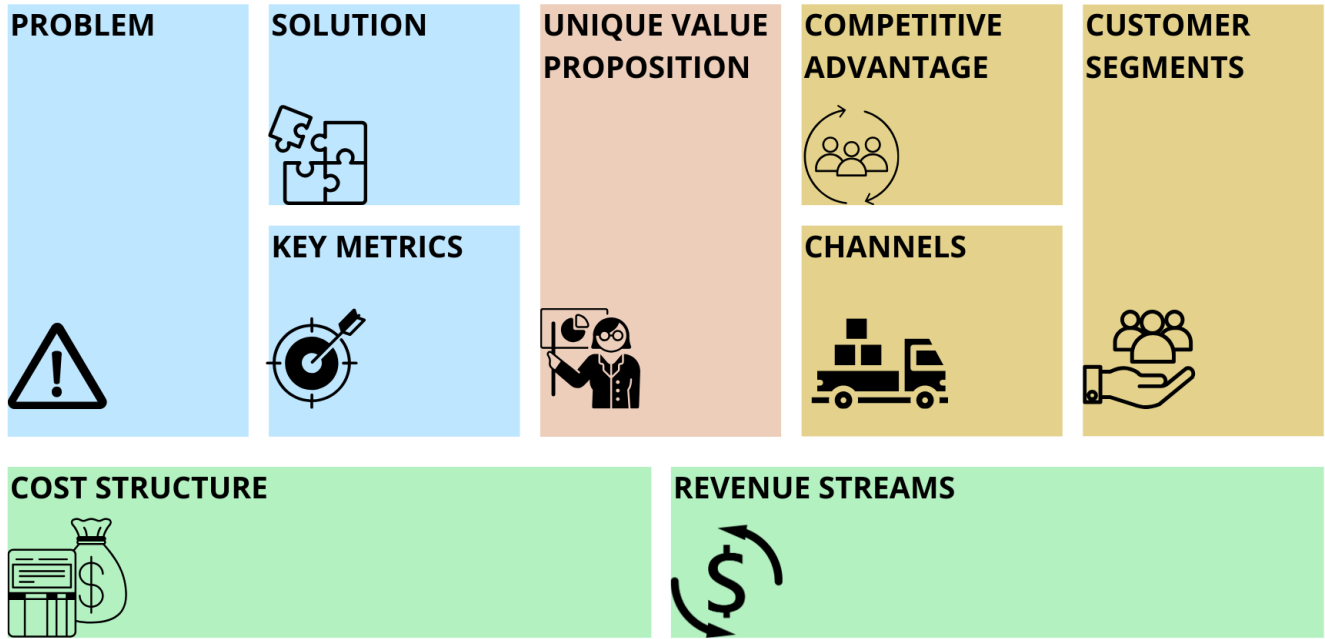 PROBLEM
SOLUTION
KEY METRICS
UNIQUE VALUE
PROPOSITION
COMPETITIVE
ADVANTAGE
CHANNELS
CUSTOMER
SEGMENTS
COST STRUCTURE
$
REVENUE STREAMS
$